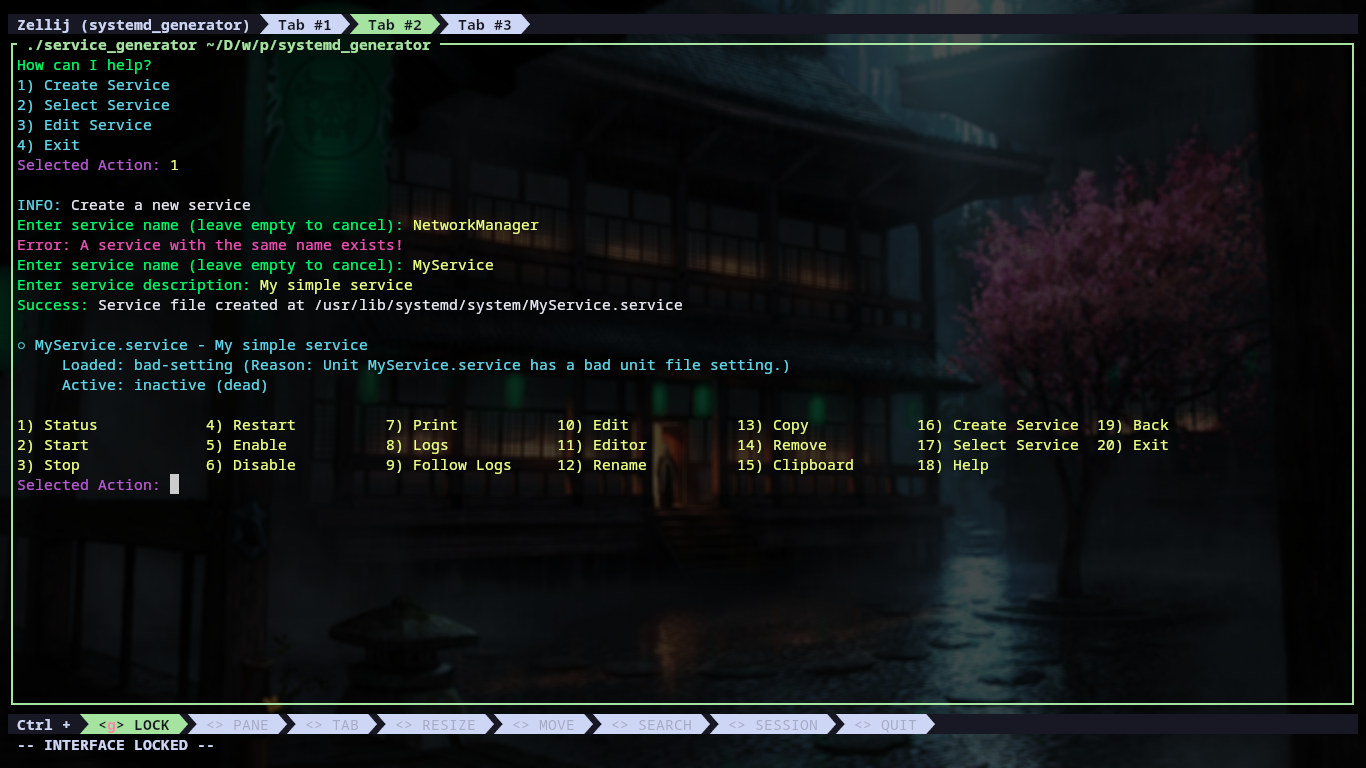 Zellij (systemd_generator) Tab #1 Tab #2 Tab #3
./service_generator ~/D/w/p/systemd_generator
How can I help?
1) Create Service
2) Select Service
3) Edit Service
4) Exit
Selected Action: 1
INFO: Create a new service
Enter service name (leave empty to cancel): NetworkManager
Error: A service with the same name exists!
Enter service name (leave empty to cancel): MyService
Enter service description: My simple service
Success: Service file created at /usr/lib/systemd/system/MyService.service
○ MyService.service - My simple service
Loaded: bad-setting (Reason: Unit MyService.service has a bad unit file setting.)
Active: inactive (dead)
1) Status 4) Restart 7) Print 10) Edit 13) Copy 16) Create Service 19) Back
2) Start 5) Enable 8) Logs 11) Editor 14) Remove 17) Select Service 20) Exit
3) Stop 6) Disable 9) Follow Logs 12) Rename 15) Clipboard 18) Help
Selected Action:
Ctrl + <g> LOCK <> PANE <> TAB <> RESIZE <> MOVE <> SEARCH <> SESSION <> QUIT
-- INTERFACE LOCKED --